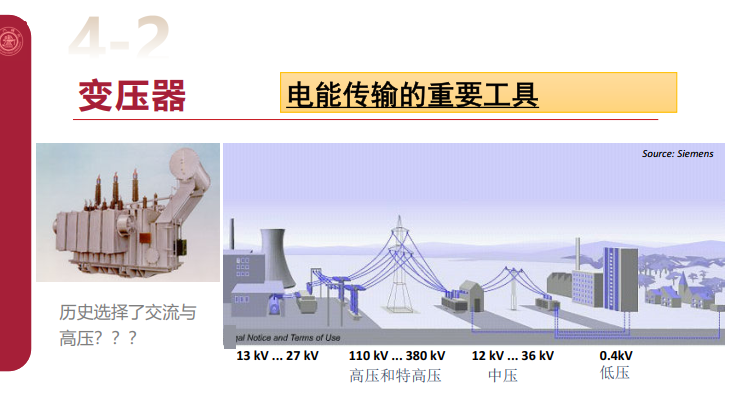 4-2
变压器
电能传输的重要工具
Source: Siemens
历史选择了交流与
高压？？？
gal Notice and Terms of Use
13 kV ... 27 kV
110 kV ... 380 kV
12 kV ... 36 kV
0.4kV
高压和特高压
中压
低压